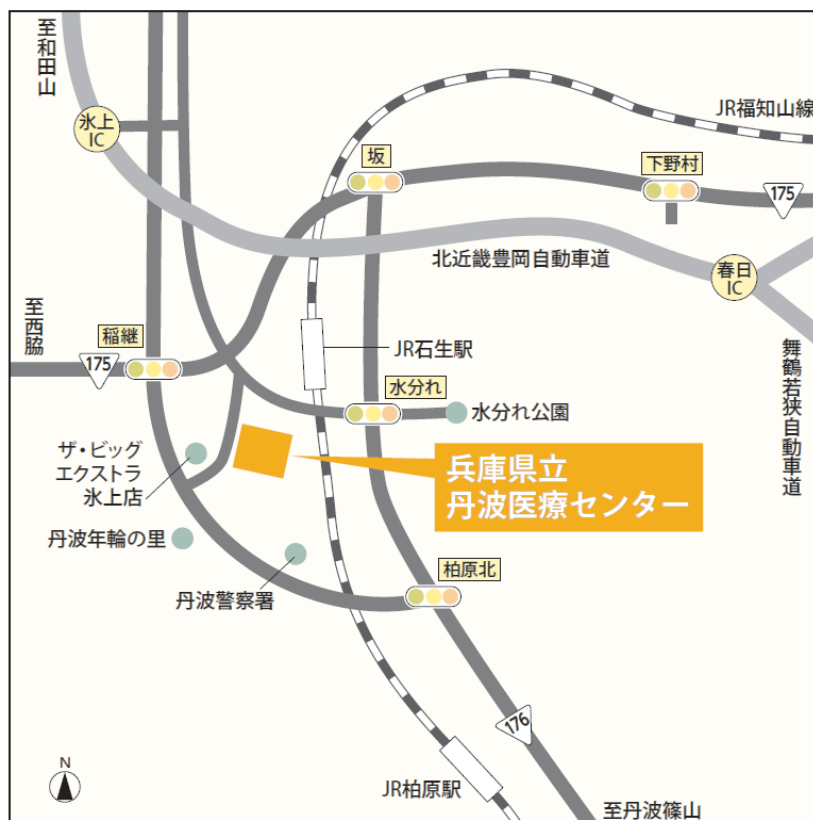 至和田山
氷上
IC
JR福知山線
坂
下野村
175
北近畿豊岡自動車道
春日
IC
至西脇
稲継
175
JR石生駅
水分れ
水分れ公園
舞鶴若狭自動車道
ザ・ビッグ
エクストラ
氷上店
兵庫県立
丹波医療センター
丹波年輪の里
丹波警察署
柏原北
176
N
JR柏原駅
至丹波篠山